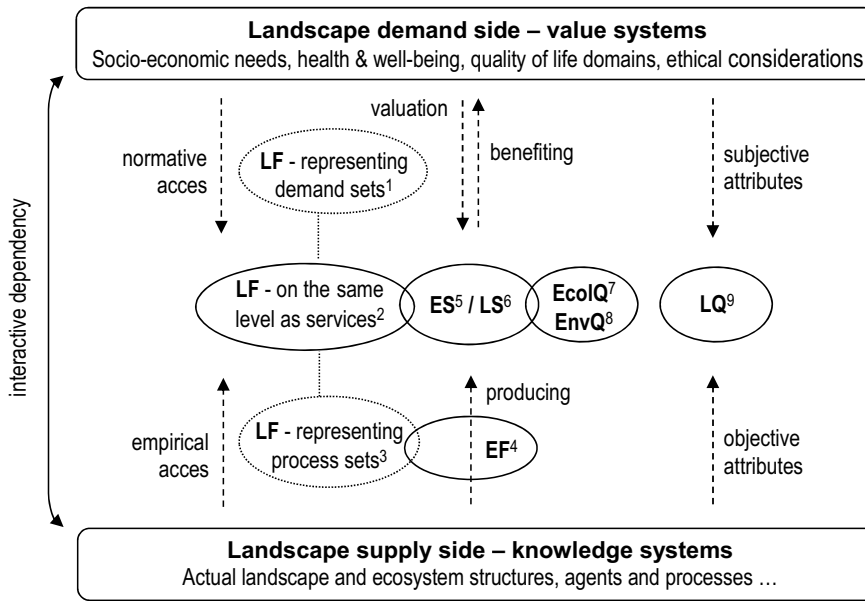 Landscape demand side – value systems
Socio-economic needs, health & well-being, quality of life domains, ethical considerations
interactive dependency
normative
acces
LF - representing
demand sets¹
valuation
benefiting
subjective
attributes
LF - on the same
level as services²
ES⁵ / LS⁶
EcolQ⁷
EnvQ⁸
LQ⁹
empirical
acces
LF - representing
process sets³
EF⁴
producing
objective
attributes
Landscape supply side – knowledge systems
Actual landscape and ecosystem structures, agents and processes …